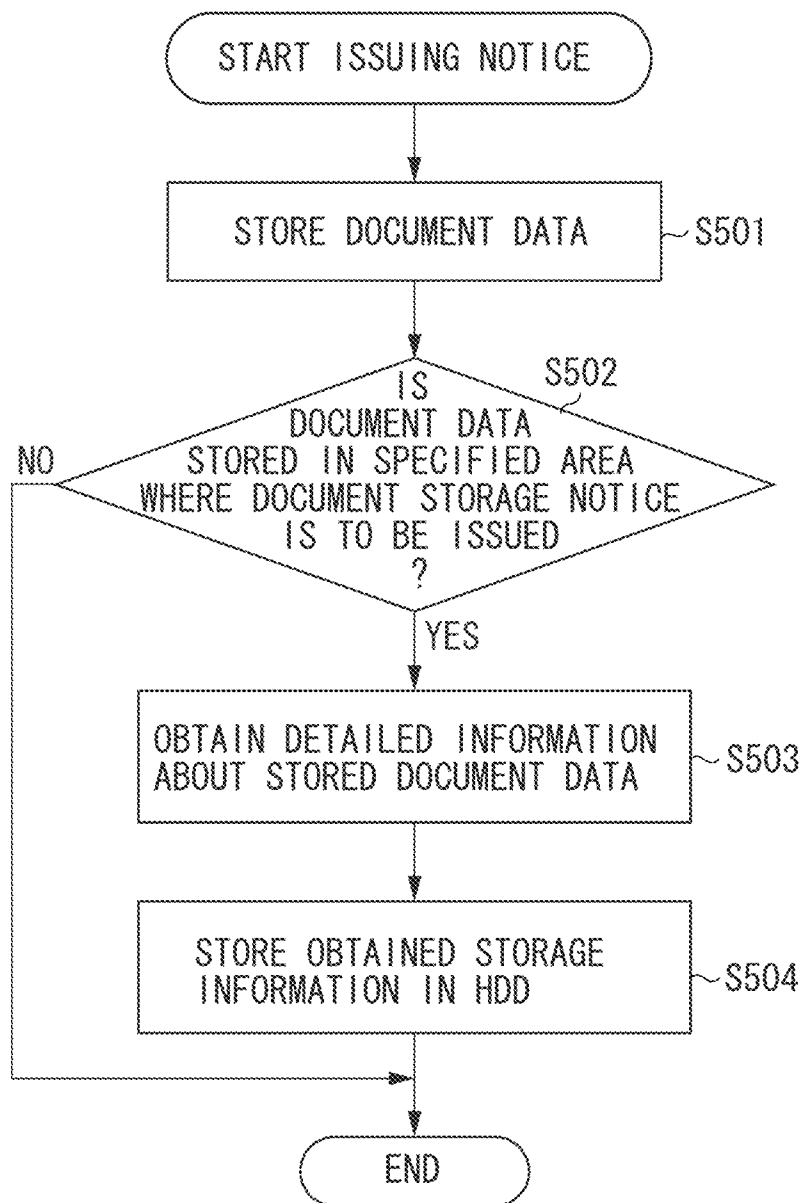 START ISSUING NOTICE
STORE DOCUMENT DATA
S501
S502
IS
DOCUMENT DATA
STORED IN SPECIFIED AREA
WHERE DOCUMENT STORAGE NOTICE
IS TO BE ISSUED
?
NO
YES
OBTAIN DETAILED INFORMATION
ABOUT STORED DOCUMENT DATA
S503
STORE OBTAINED STORAGE
INFORMATION IN HDD
S504
END